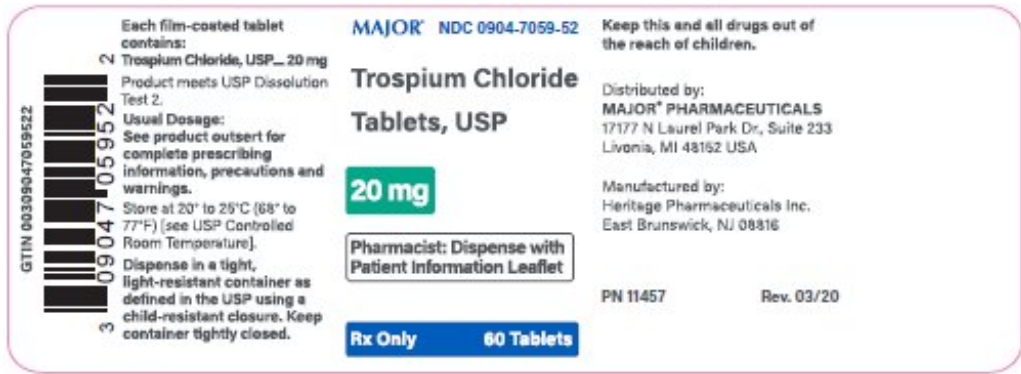 GTIN 00309047059522
3 09047 05952 2
Each film-coated tablet
contains:
Trospium Chloride, USP... 20 mg
Product meets USP Dissolution
Test 2.
Usual Dosage:
See product outsert for
complete prescribing
information, precautions and
warnings.
Store at 20° to 25°C (68° to
77°F) [see USP Controlled
Room Temperature].
Dispense in a tight,
light-resistant container as
defined in the USP using a
child-resistant closure. Keep
container tightly closed.
MAJOR® NDC 0904-7059-52
Trospium Chloride
Tablets, USP
20 mg
Pharmacist: Dispense with
Patient Information Leaflet
Rx Only 60 Tablets
Keep this and all drugs out of
the reach of children.
Distributed by:
MAJOR® PHARMACEUTICALS
17177 N Laurel Park Dr., Suite 233
Livonia, MI 48152 USA
Manufactured by:
Heritage Pharmaceuticals Inc.
East Brunswick, NJ 08816
PN 11457 Rev. 03/20